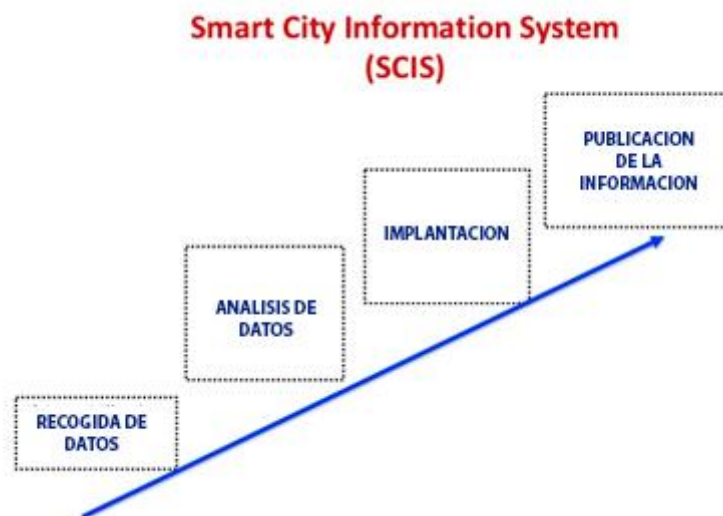 Smart City Information System
(SCIS)
PUBLICACION
DE LA
INFORMACION
IMPLANTACION
ANALISIS DE
DATOS
RECOGIDA DE
DATOS